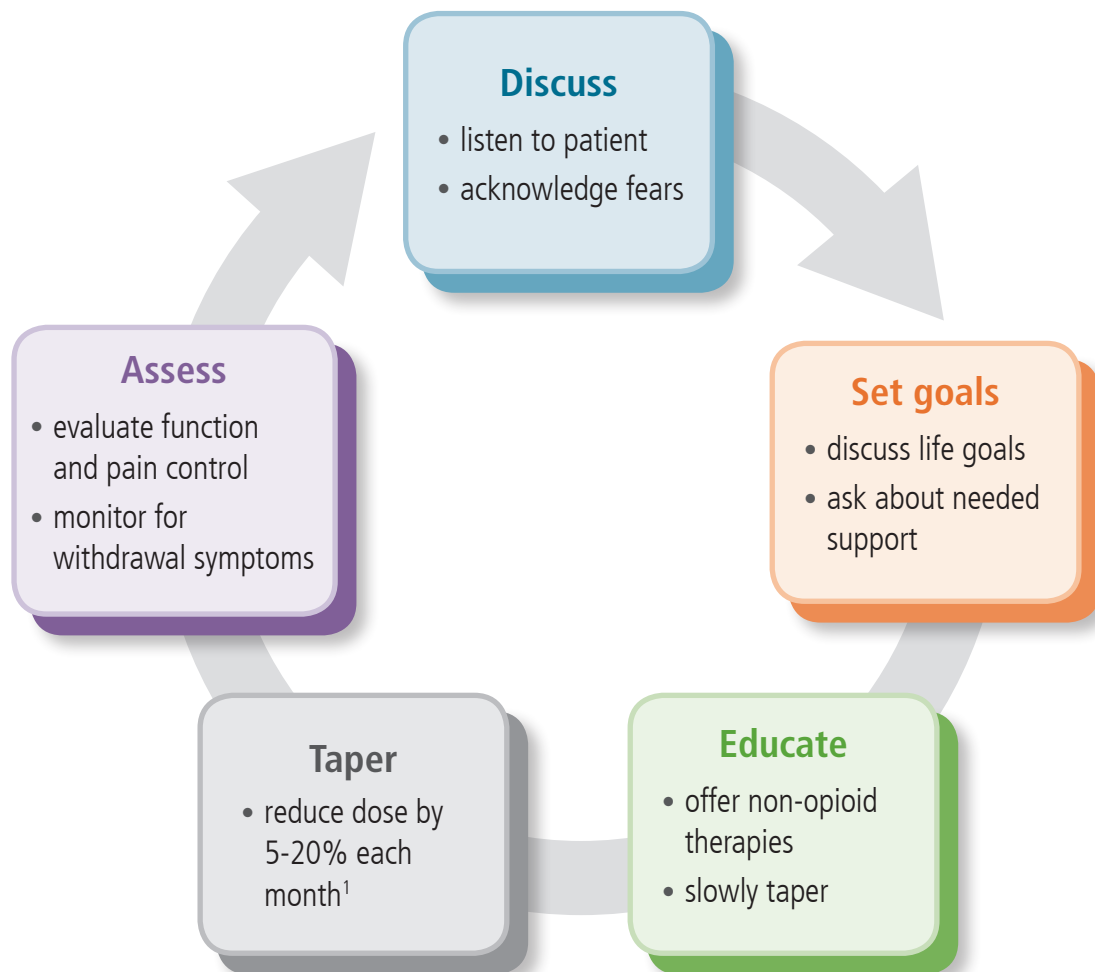 Discuss
• listen to patient
• acknowledge fears
Set goals
• discuss life goals
• ask about needed
support
Educate
• offer non-opioid
therapies
• slowly taper
Taper
• reduce dose by
5-20% each
month¹
Assess
• evaluate function
and pain control
• monitor for
withdrawal symptoms